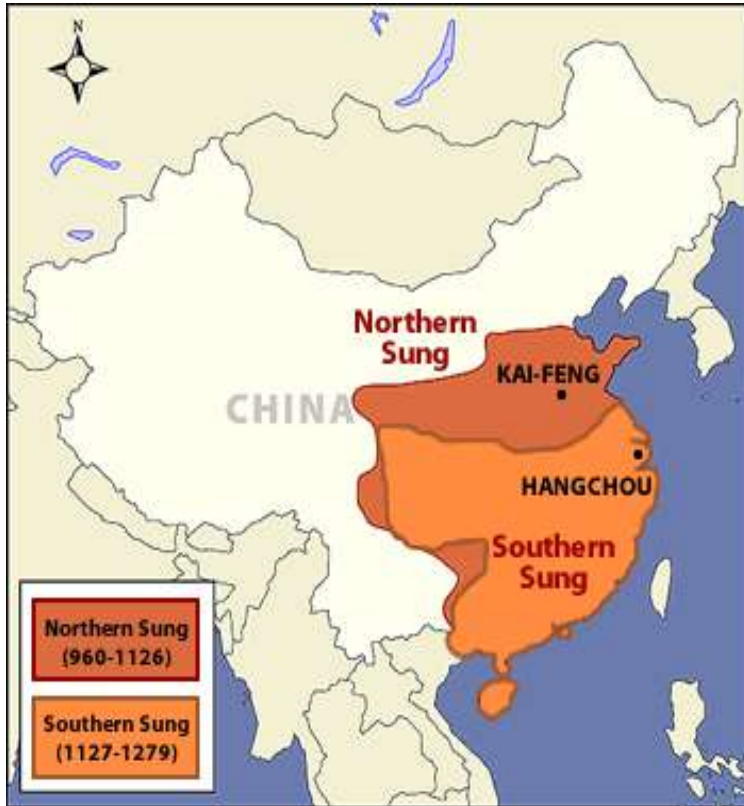 N
Northern
Sung
KAI-FENG
CHINA
HANGCHOU
Southern
Sung
Northern Sung
(960-1126)
Southern Sung
(1127-1279)